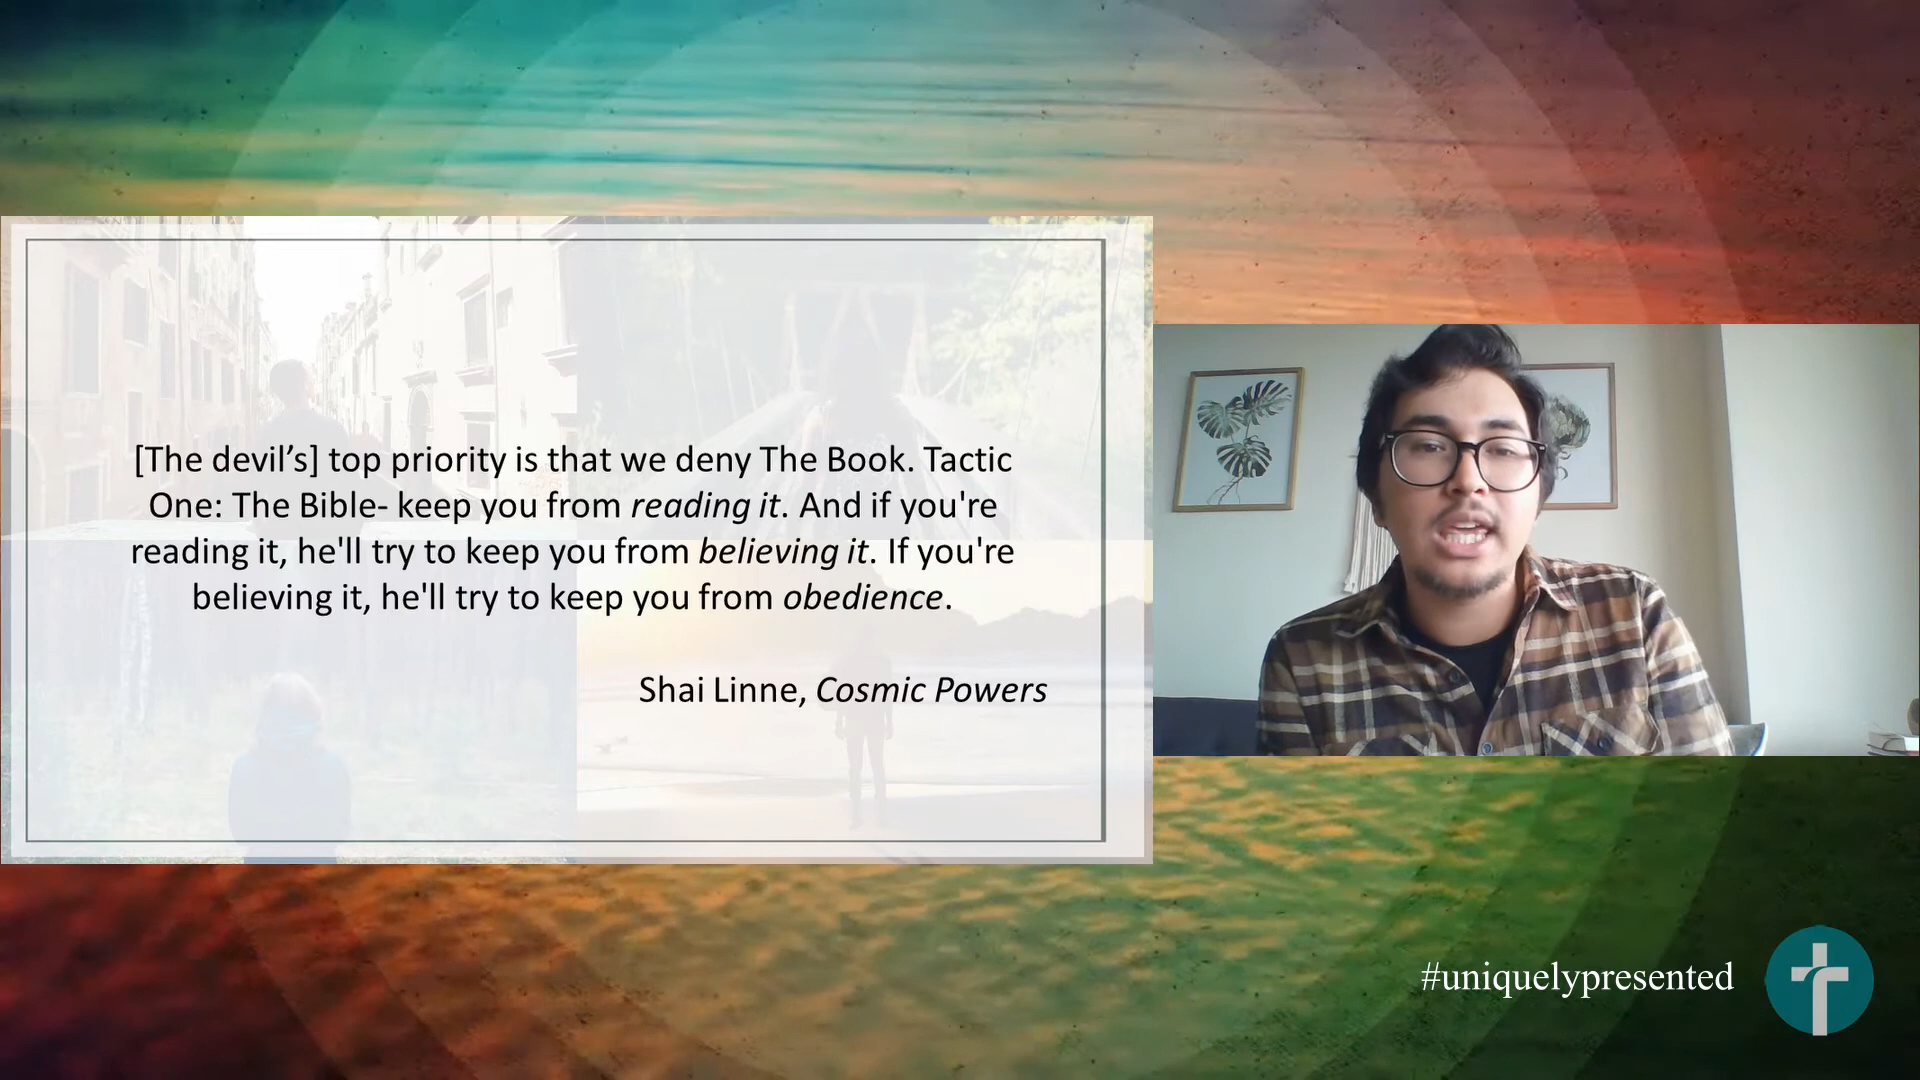 [The devil’s] top priority is that we deny The Book. Tactic
One: The Bible- keep you from reading it. And if you're
reading it, he'll try to keep you from believing it. If you're
believing it, he'll try to keep you from obedience.
Shai Linne, Cosmic Powers
#uniquelypresented